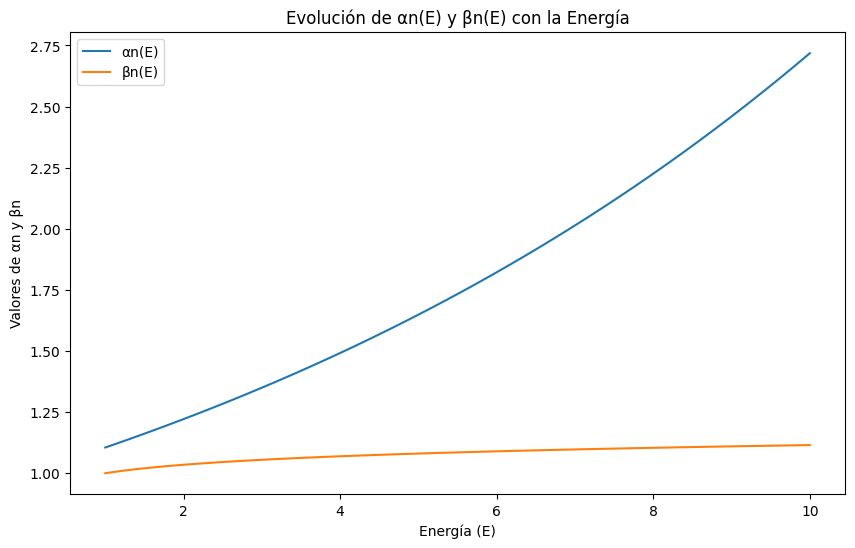 Evolución de αn(E) y βn(E) con la Energía
αn(E)
βn(E)
Valores de αn y βn
2.75
2.50
2.25
2.00
1.75
1.50
1.25
1.00
2
4
6
8
10
Energía (E)